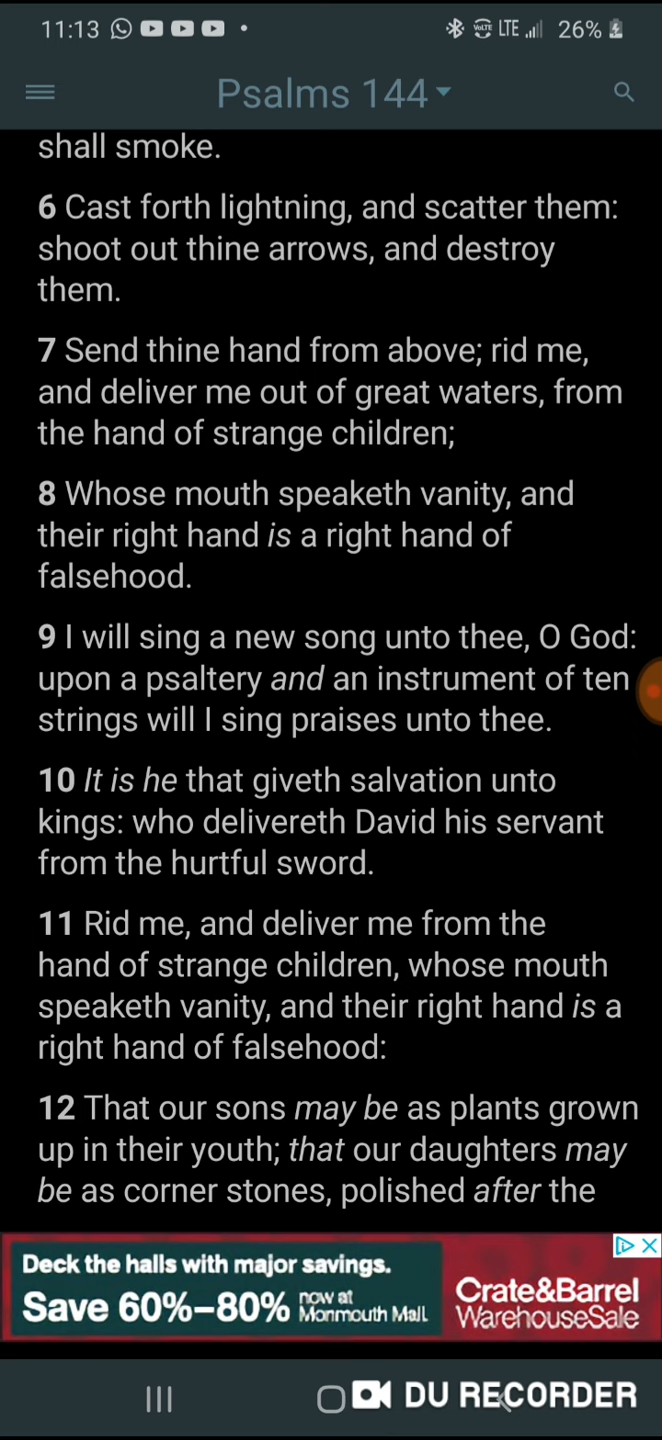 11:13 LTE 26%
Psalms 144
shall smoke.
6 Cast forth lightning, and scatter them:
shoot out thine arrows, and destroy
them.
7 Send thine hand from above; rid me,
and deliver me out of great waters, from
the hand of strange children;
8 Whose mouth speaketh vanity, and
their right hand is a right hand of
falsehood.
9 I will sing a new song unto thee, O God:
upon a psaltery and an instrument of ten
strings will I sing praises unto thee.
10 It is he that giveth salvation unto
kings: who delivereth David his servant
from the hurtful sword.
11 Rid me, and deliver me from the
hand of strange children, whose mouth
speaketh vanity, and their right hand is a
right hand of falsehood:
12 That our sons may be as plants grown
up in their youth; that our daughters may
be as corner stones, polished after the
Deck the halls with major savings.
Save 60%–80% now at
Monmouth Mall.
Crate&Barrel
WarehouseSale
DU RECORDER